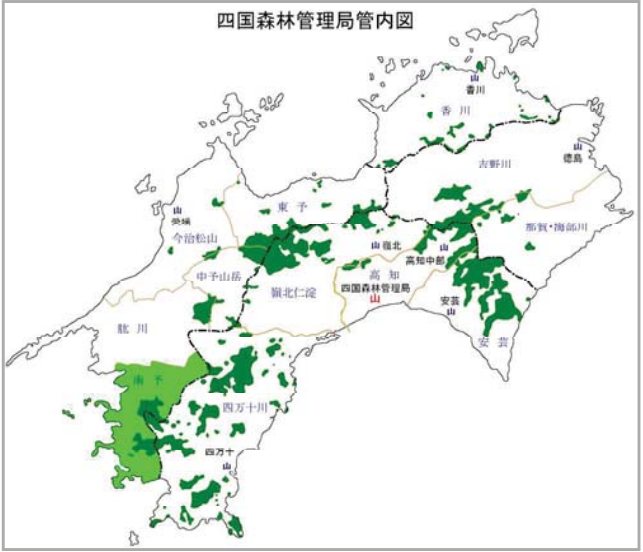 四国森林管理局管内図
山
香川
香川
山
徳島
吉野川
山
愛媛
東予
今治松山
那賀・海部川
山 嶺北
山
高知中部
中予山岳
高知
嶺北仁淀
四国森林管理局
山
安芸
山
肱川
安芸
南予
四万十川
四万十
山